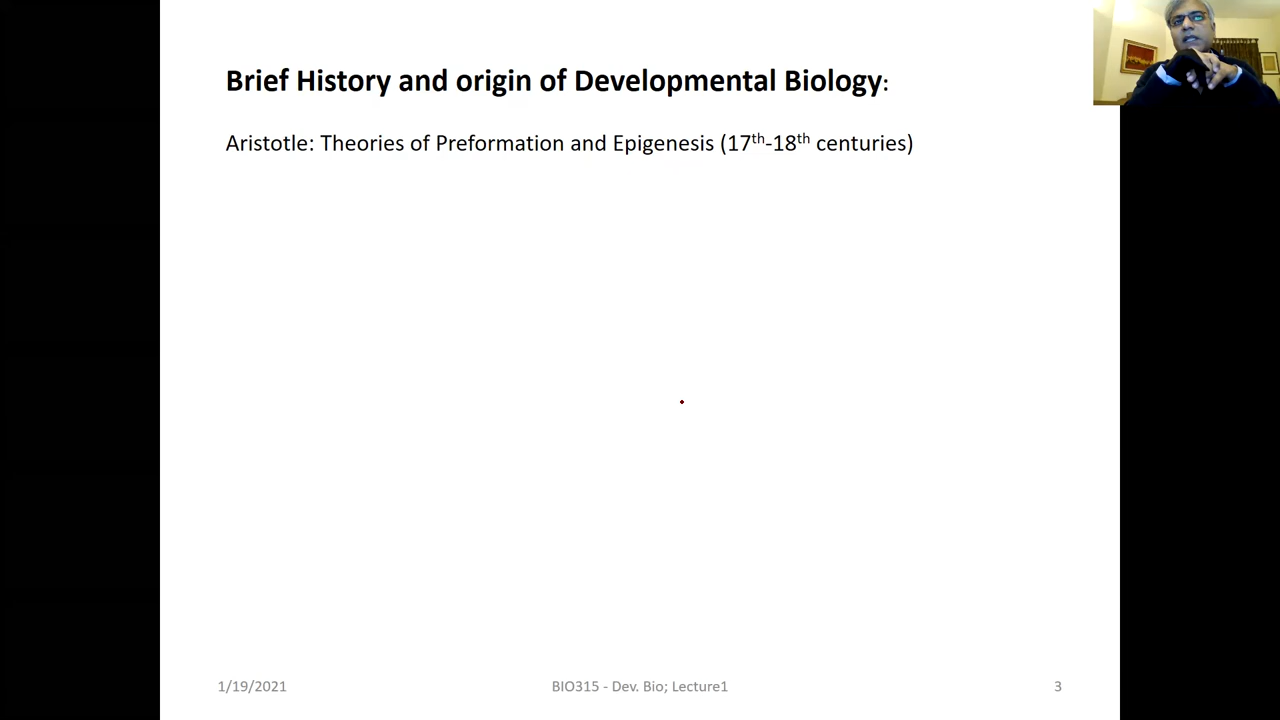 Brief History and origin of Developmental Biology:
Aristotle: Theories of Preformation and Epigenesis (17th-18th centuries)
1/19/2021
BIO315 - Dev. Bio; Lecture1
3